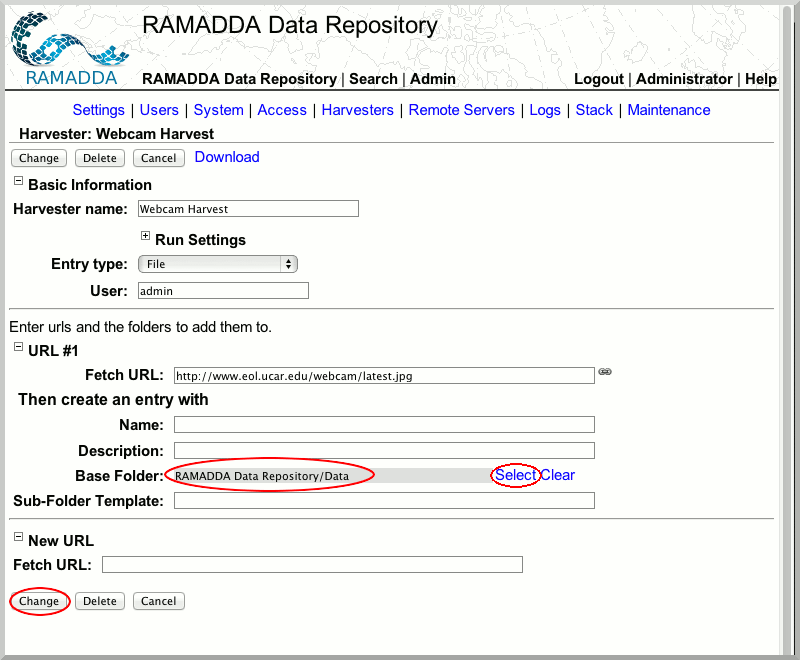 RAMADDA Data Repository
RAMADDA
RAMADDA Data Repository | Search | Admin Logout | Administrator | Help
Settings | Users | System | Access | Harvesters | Remote Servers | Logs | Stack | Maintenance
Harvester: Webcam Harvest
Change Delete Cancel Download
Basic Information
Harvester name: Webcam Harvest
Run Settings
Entry type: File
User: admin
Enter urls and the folders to add them to.
URL #1
Fetch URL: http://www.eol.ucar.edu/webcam/latest.jpg
Then create an entry with
Name:
Description:
Base Folder: RAMADDA Data Repository/Data Select Clear
Sub-Folder Template:
New URL
Fetch URL:
Change Delete Cancel